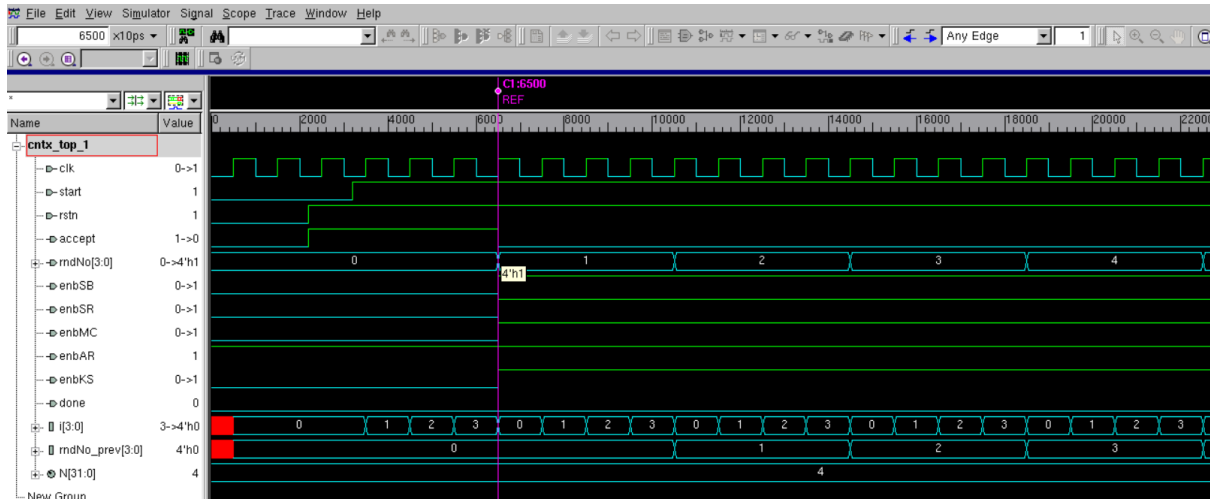 File Edit View Simulator Signal Scope Trace Window Help
6500 x10ps Any Edge 1
C1:6500
REF
Name Value 0 2000 4000 6000 8000 10000 12000 14000 16000 18000 20000 22000
cntx_top_1
clk 0->1
start 1
rstn 1
accept 1->0
rndNo[3:0] 0->4'h1 0 1 2 3 4
4'h1
enbSB 0->1
enbSR 0->1
enbMC 0->1
enbAR 1
enbKS 0->1
done 0
i[3:0] 3->4'h0 0 1 2 3 0 1 2 3 0 1 2 3 0 1 2 3 0 1 2 3
rndNo_prev[3:0] 4'h0 0 1 2 3
N[31:0] 4 4
New Group